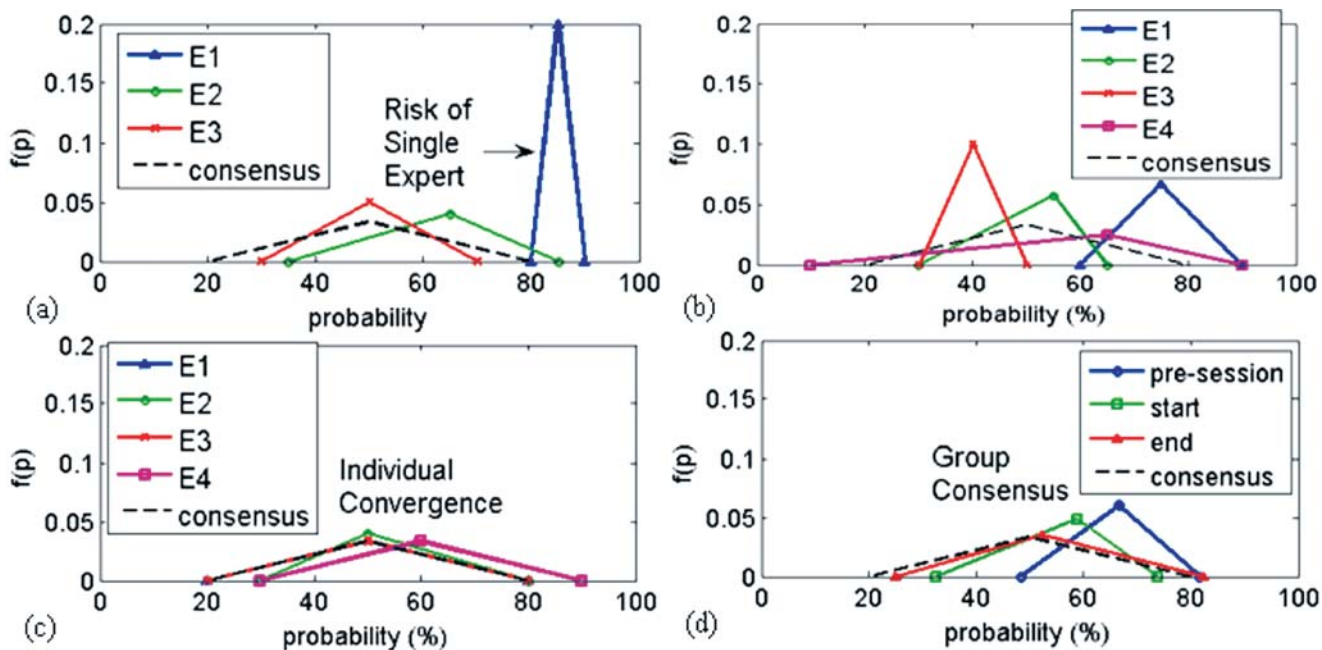 0.2
0.15
0.1
0.05
0
f(p)
E1
E2
E3
consensus
Risk of
Single
Expert
0 20 40 60 80 100
probability
(a)
0.2
0.15
0.1
0.05
0
f(p)
E1
E2
E3
E4
consensus
0 20 40 60 80 100
probability (%)
(b)
0.2
0.15
0.1
0.05
0
f(p)
E1
E2
E3
E4
consensus
Individual
Convergence
0 20 40 60 80 100
probability (%)
(c)
0.2
0.15
0.1
0.05
0
f(p)
pre-session
start
end
consensus
Group
Consensus
0 20 40 60 80 100
probability (%)
(d)